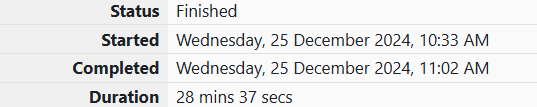 Status Finished
Started Wednesday, 25 December 2024, 10:33 AM
Completed Wednesday, 25 December 2024, 11:02 AM
Duration 28 mins 37 secs